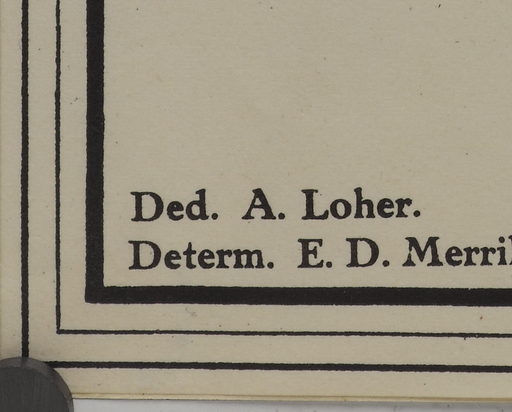 Ded. A. Loher.
Determ. E. D. Merril